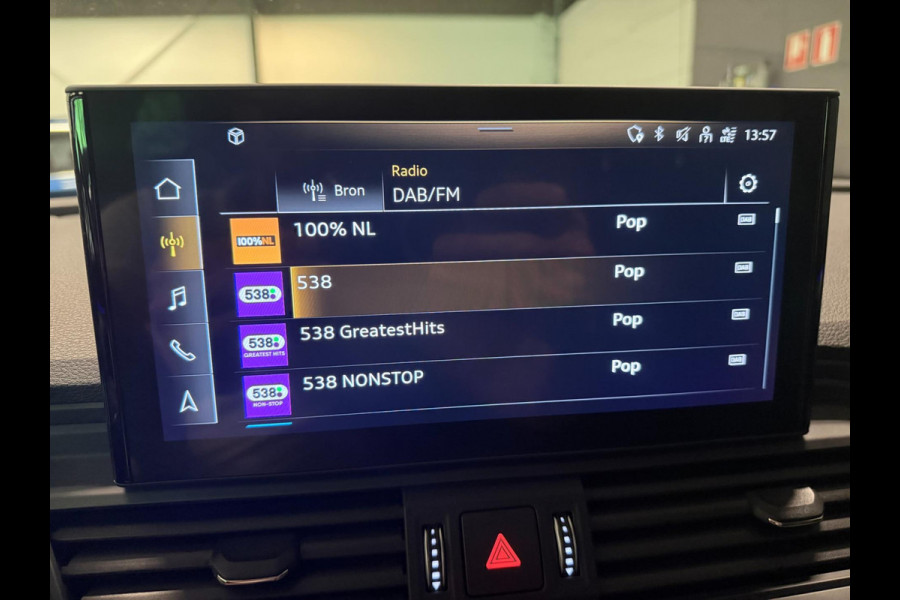 13:57
Radio
Bron
DAB/FM
100% NL
100% NL
Pop
DAB
538
538
Pop
DAB
538
GREATEST HITS
538 GreatestHits
Pop
DAB
538
NON-STOP
538 NONSTOP
Pop
DAB